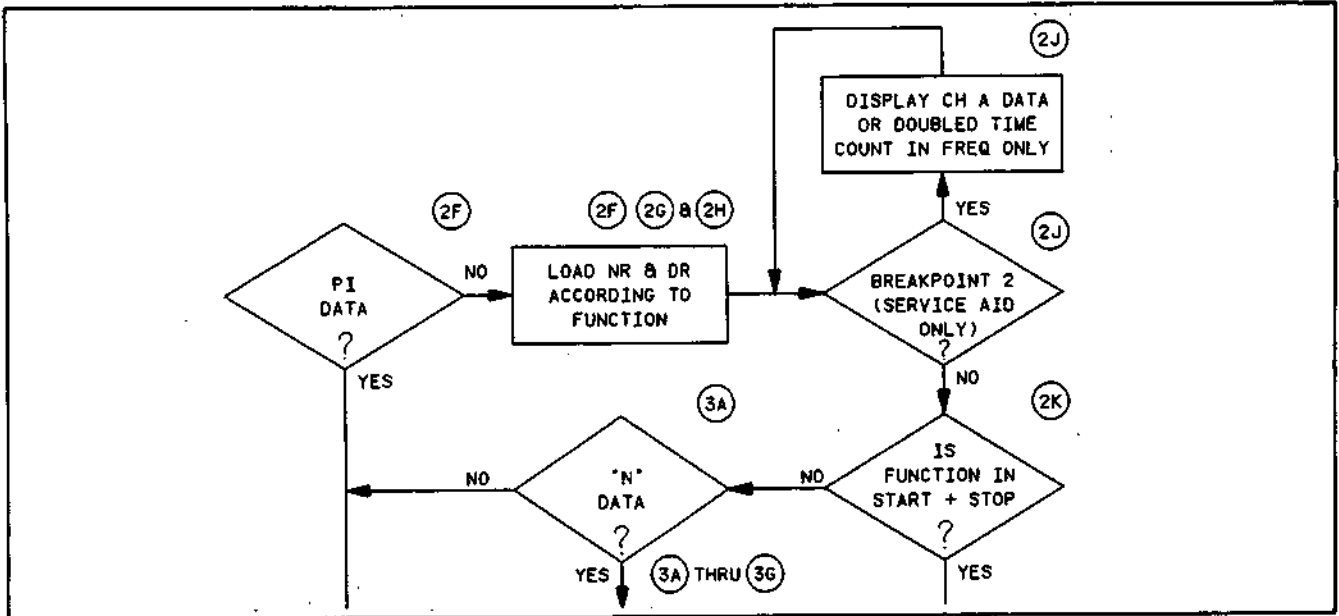 2J
DISPLAY CH A DATA
OR DOUBLED TIME
COUNT IN FREQ ONLY
YES
2F
2F 2G & 2H
2J
PI
DATA
?
NO
LOAD NR & DR
ACCORDING TO
FUNCTION
BREAKPOINT 2
(SERVICE AID
ONLY)
?
YES
NO
3A
2K
"N"
DATA
?
NO
IS
FUNCTION IN
START + STOP
?
NO
YES
3A THRU 3G
YES